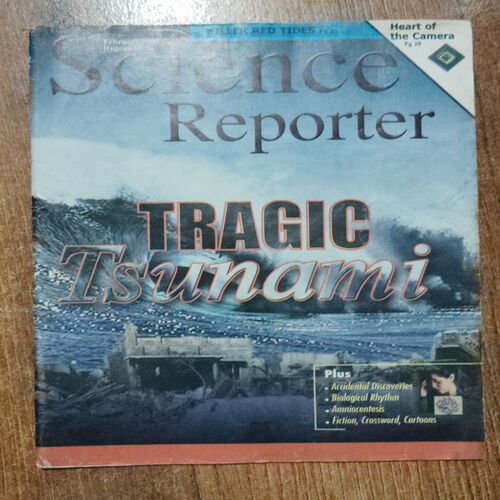 KILLER RED TIDES
Heart of
the Camera
Science
Reporter
TRAGIC
Tsunami
Plus
Accidental Discoveries
Biological Rhythm
Amniocentesis
Fiction, Crossword, Cartoons